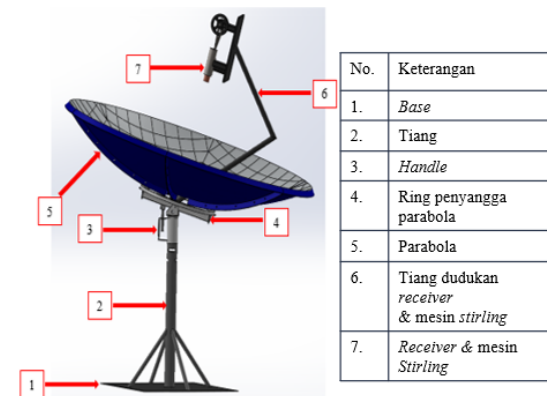 7
6
5
4
3
2
1
No. Keterangan
1. Base
2. Tiang
3. Handle
4. Ring penyangga
parabola
5. Parabola
6. Tiang dudukan
receiver
& mesin stirling
7. Receiver & mesin
Stirling